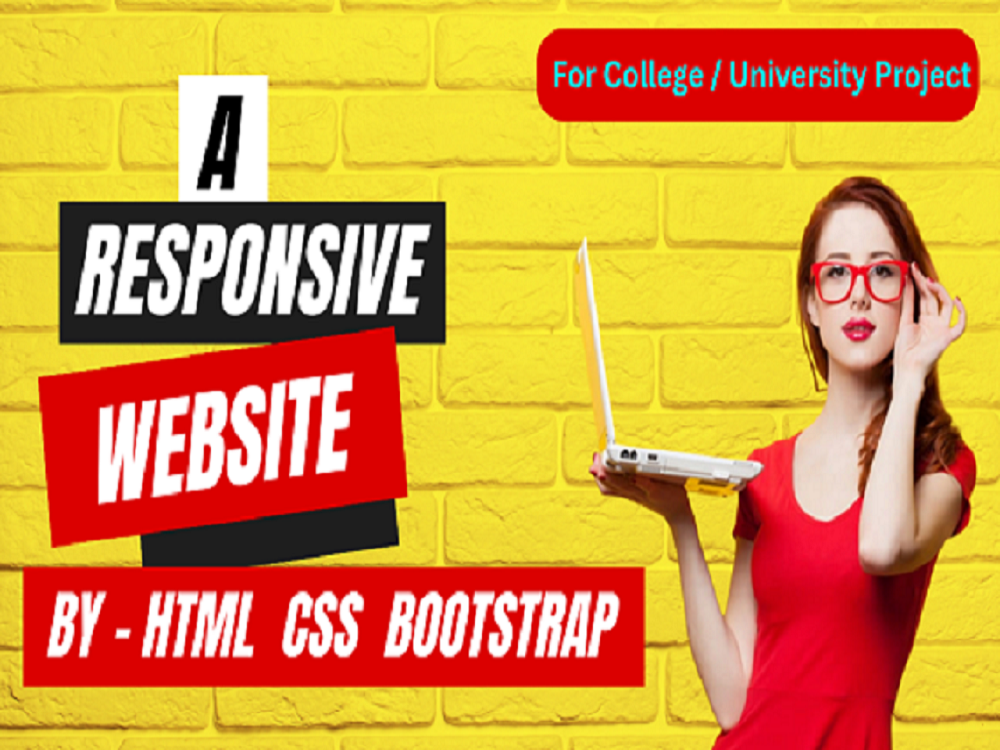 For College / University Project
A
RESPONSIVE
WEBSITE
BY - HTML CSS BOOTSTRAP